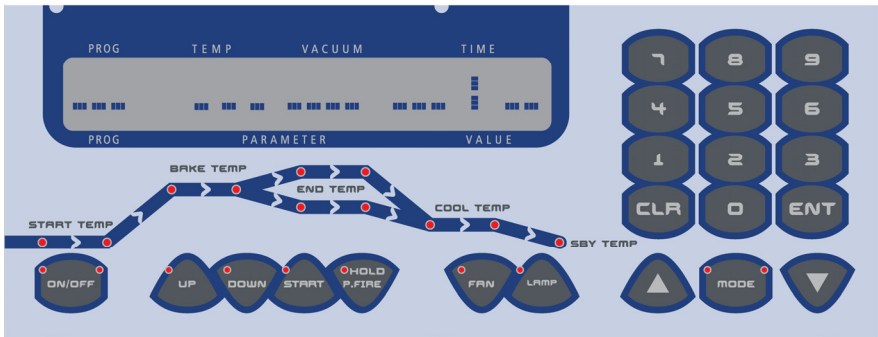 PROG TEMP VACUUM TIME
PROG PARAMETER VALUE
7 8 9
4 5 6
1 2 3
CLR 0 ENT
BAKE TEMP
END TEMP
START TEMP
COOL TEMP
SBY TEMP
ON/OFF UP DOWN START HOLD P.FIRE FAN LAMP MODE